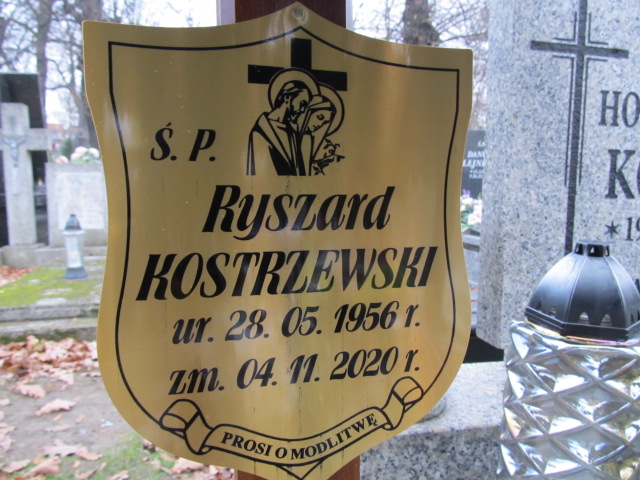 Ś. P.
Ryszard
KOSTRZEWSKI
ur. 28. 05. 1956 r.
zm. 04. 11. 2020 r.
PROSI O MODLITWĘ